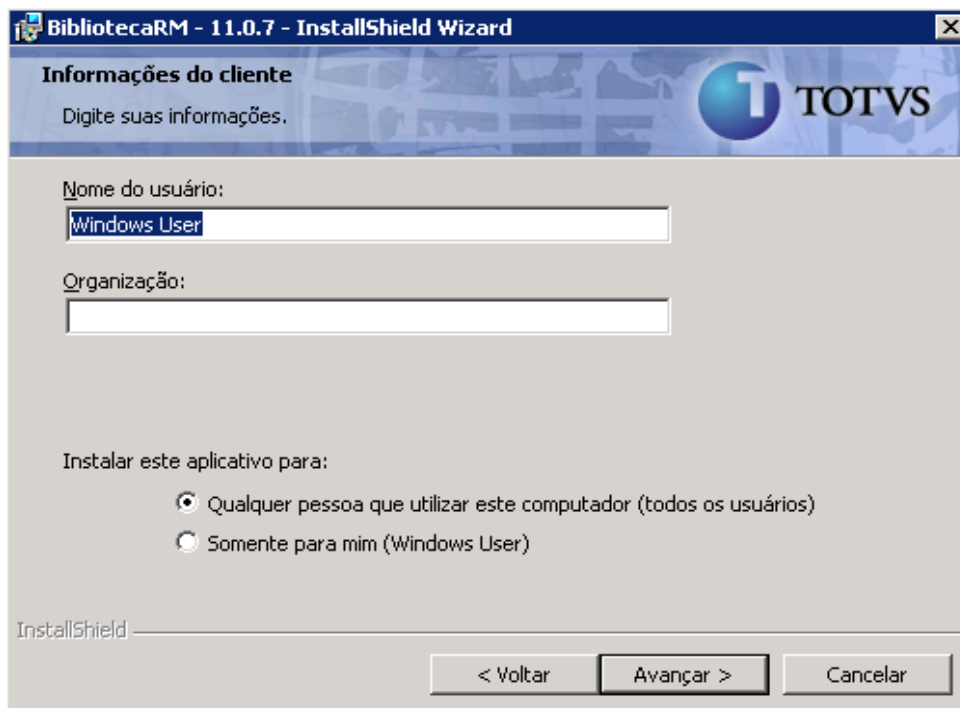 BibliotecaRM - 11.0.7 - InstallShield Wizard
Informações do cliente
Digite suas informações.
TOTVS
Nome do usuário:
Windows User
Organização:
Instalar este aplicativo para:
Qualquer pessoa que utilizar este computador (todos os usuários)
Somente para mim (Windows User)
InstallShield
< Voltar
Avançar >
Cancelar